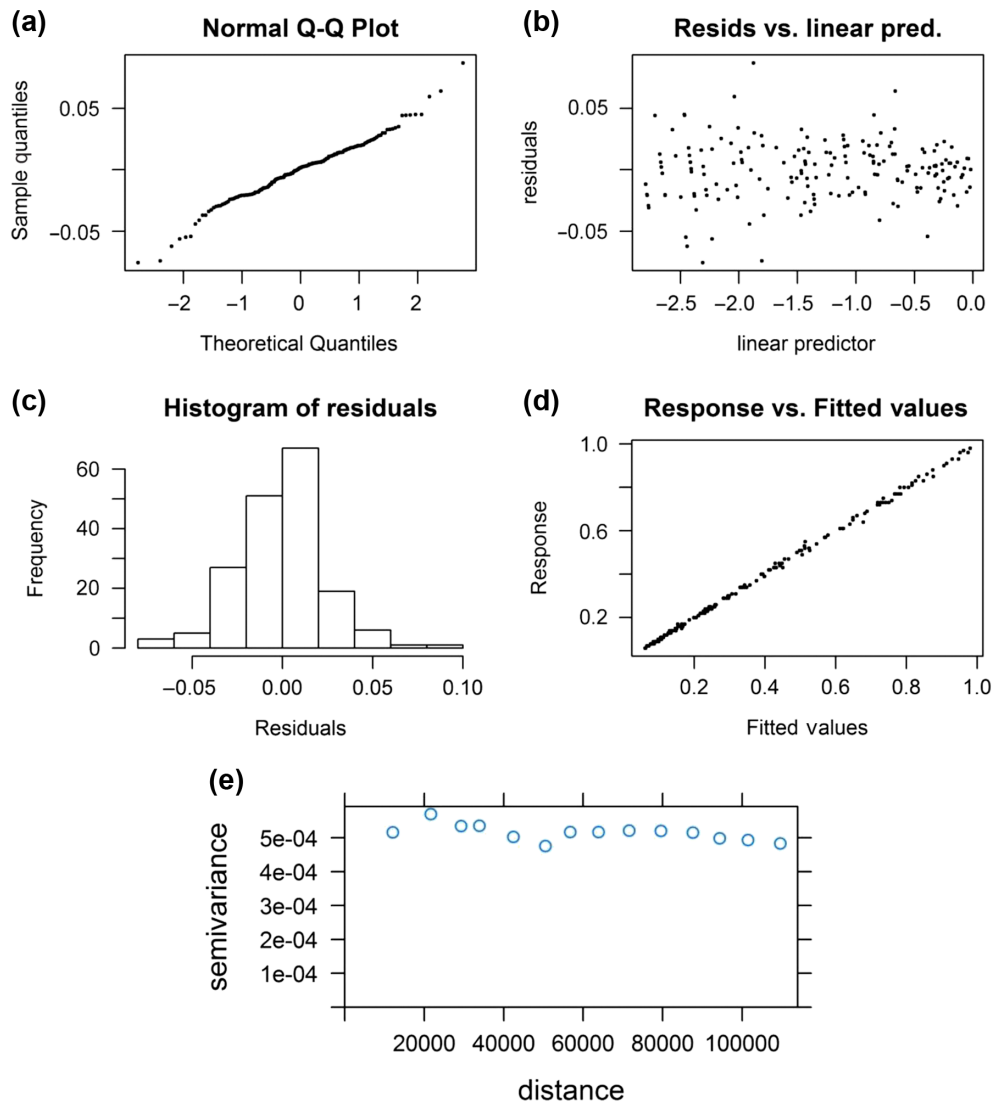 (a)
Normal Q-Q Plot
Sample quantiles
0.05
−0.05
−2 −1 0 1 2
Theoretical Quantiles
(b)
Resids vs. linear pred.
residuals
0.05
−0.05
−2.5 −2.0 −1.5 −1.0 −0.5 0.0
linear predictor
(c)
Histogram of residuals
Frequency
60
40
20
0
−0.05 0.00 0.05 0.10
Residuals
(d)
Response vs. Fitted values
Response
1.0
0.6
0.2
0.2 0.4 0.6 0.8 1.0
Fitted values
(e)
semivariance
5e-04
4e-04
3e-04
2e-04
1e-04
20000 40000 60000 80000 100000
distance